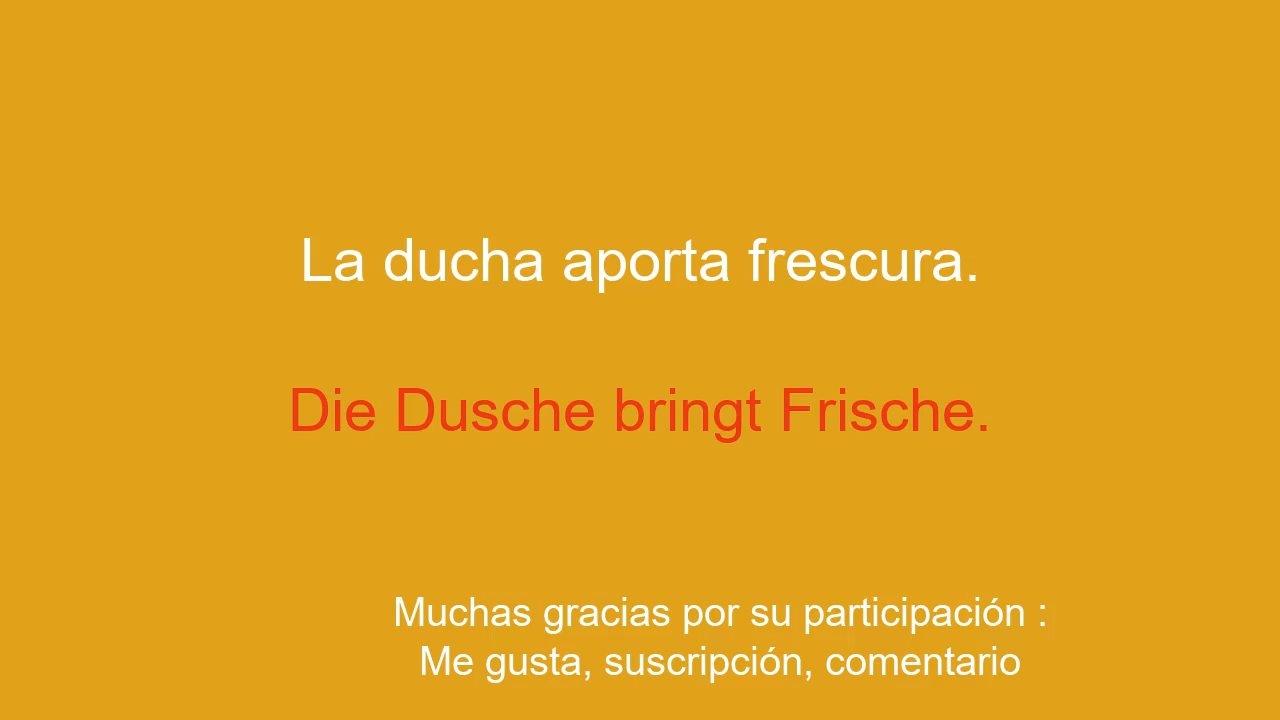 La ducha aporta frescura.
Die Dusche bringt Frische.
Muchas gracias por su participación :
Me gusta, suscripción, comentario